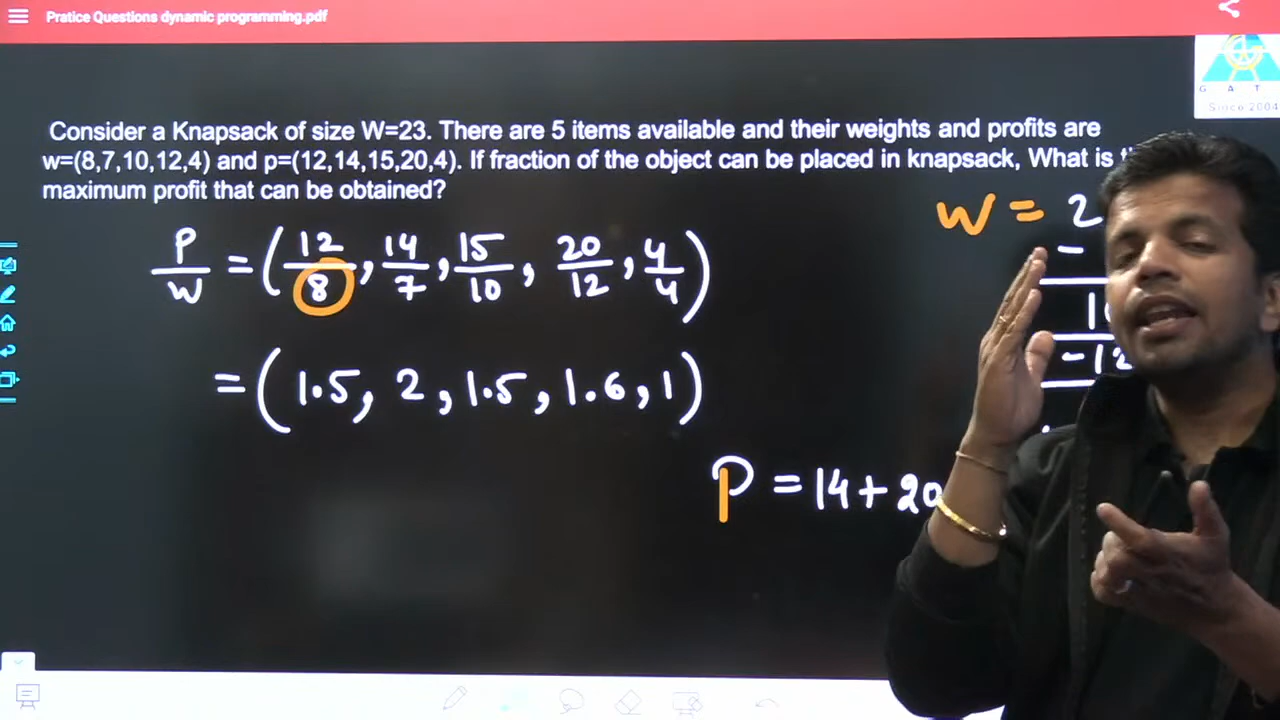 Pratice Questions dynamic programming.pdf
G A T
Since 2004
Consider a Knapsack of size W=23. There are 5 items available and their weights and profits are
w=(8,7,10,12,4) and p=(12,14,15,20,4). If fraction of the object can be placed in knapsack, What is
maximum profit that can be obtained?
W = 2
P/W = (12/8, 14/7, 15/10, 20/12, 4/4)
-
1
-12
= (1.5, 2, 1.5, 1.6, 1)
P = 14+20